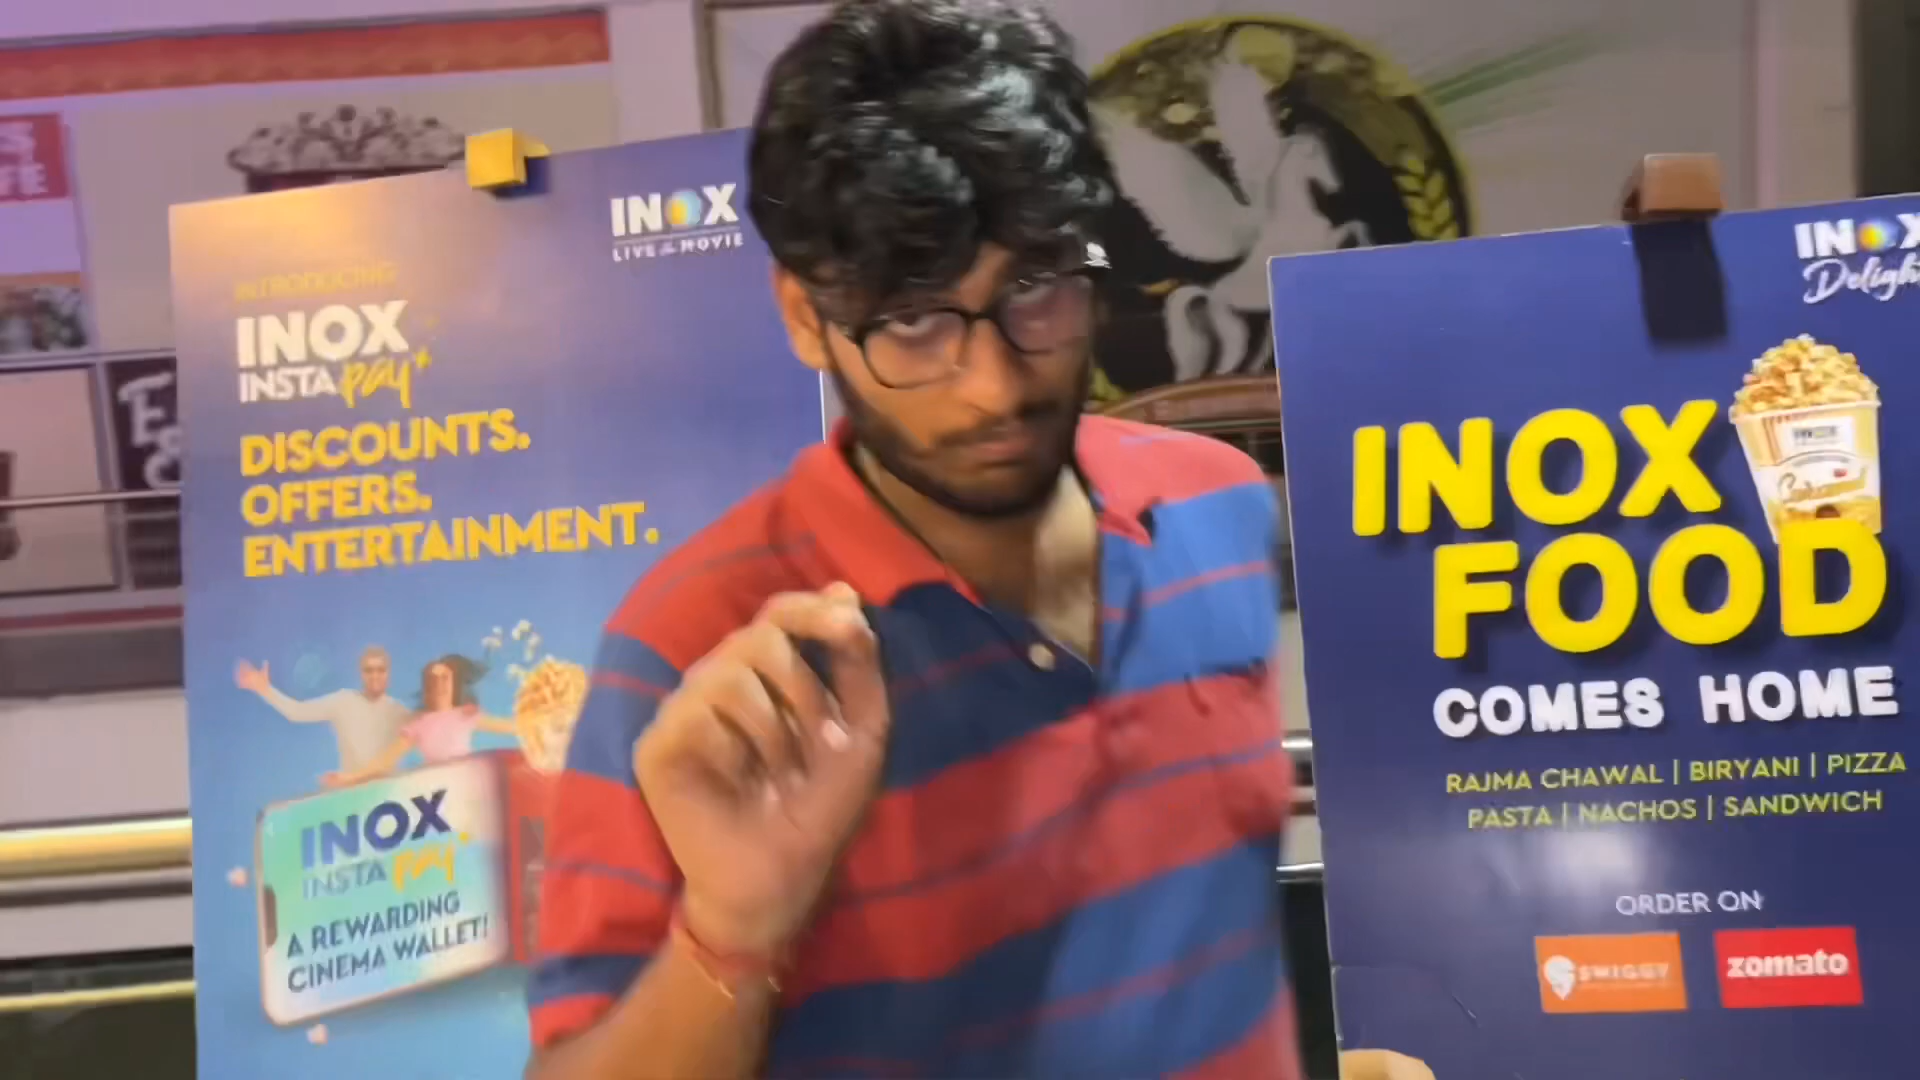 INOX
LIVE the MOVIE
INTRODUCING
INOX
INSTA pay+
DISCOUNTS.
OFFERS.
ENTERTAINMENT.
INOX
INSTA pay+
A REWARDING
CINEMA WALLET!
INOX
INOX
FOOD
COMES HOME
RAJMA CHAWAL | BIRYANI | PIZZA
PASTA | NACHOS | SANDWICH
ORDER ON
SWIGGY
zomato